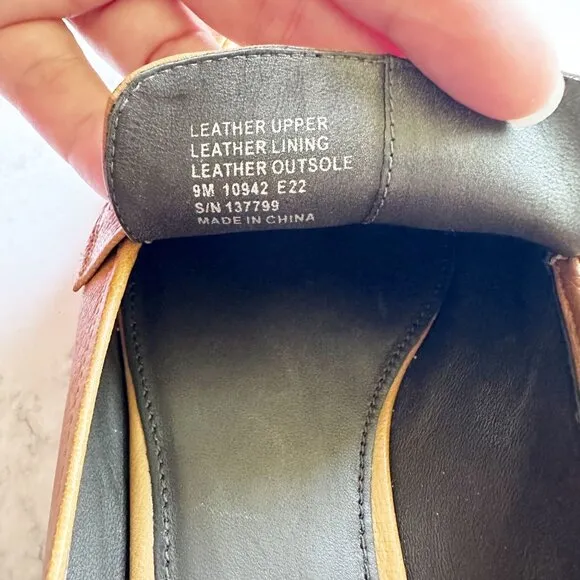 LEATHER UPPER
LEATHER LINING
LEATHER OUTSOLE
9M 10942 E22
S/N 137799
MADE IN CHINA